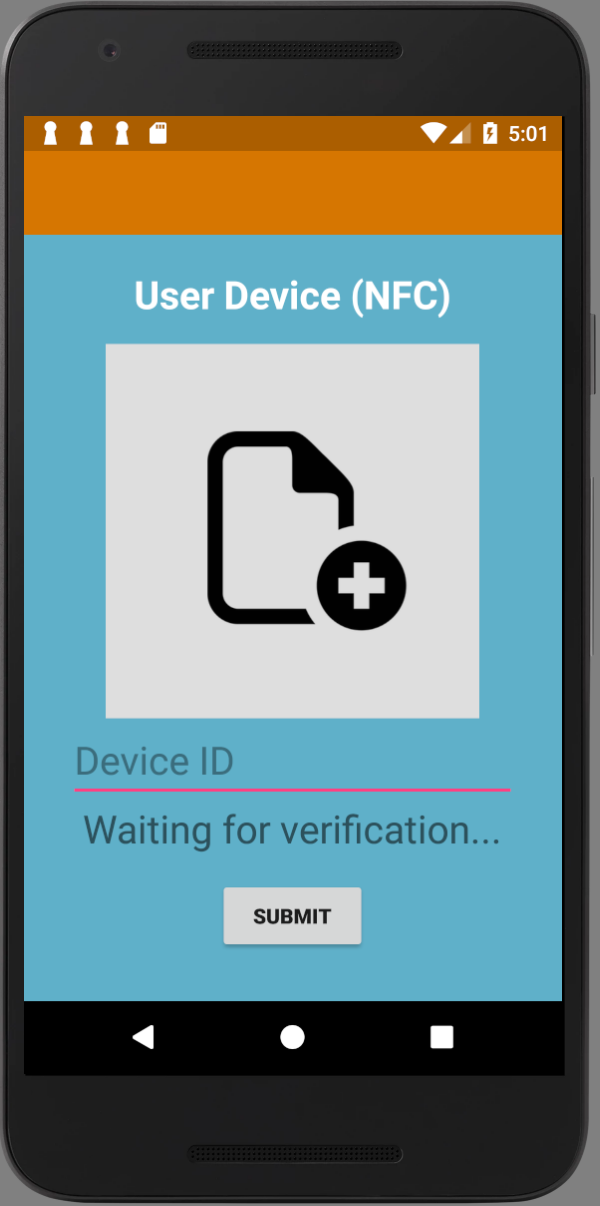 5:01
User Device (NFC)
Device ID
Waiting for verification...
SUBMIT